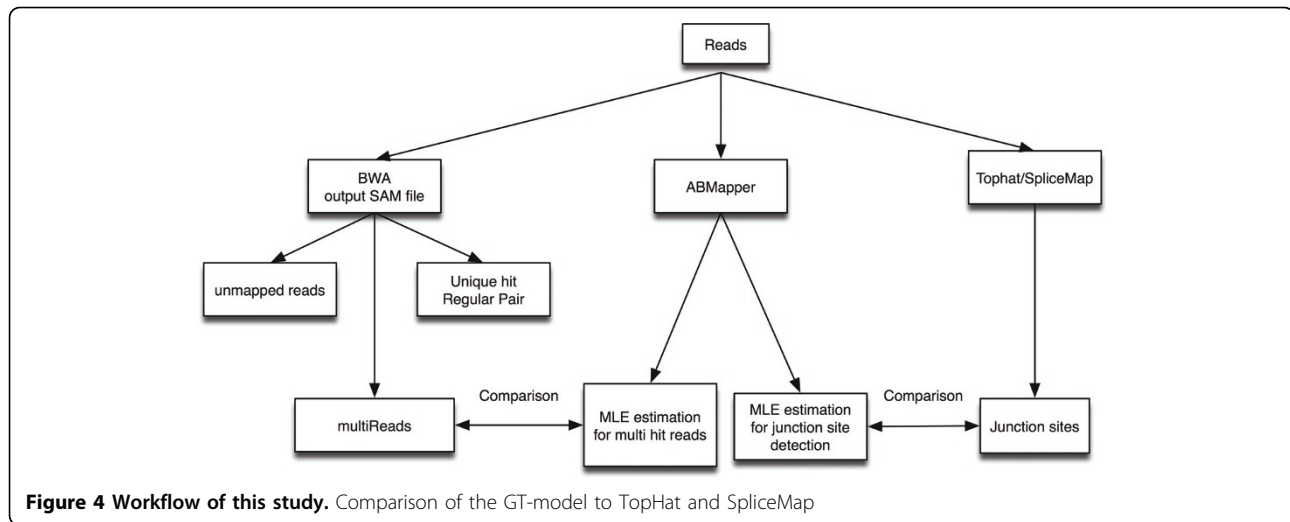 Reads
BWA
output SAM file
ABMapper
Tophat/SpliceMap
unmapped reads
Unique hit
Regular Pair
multiReads
Comparison
MLE estimation
for multi hit reads
MLE estimation
for junction site
detection
Comparison
Junction sites
Figure 4 Workflow of this study. Comparison of the GT-model to TopHat and SpliceMap